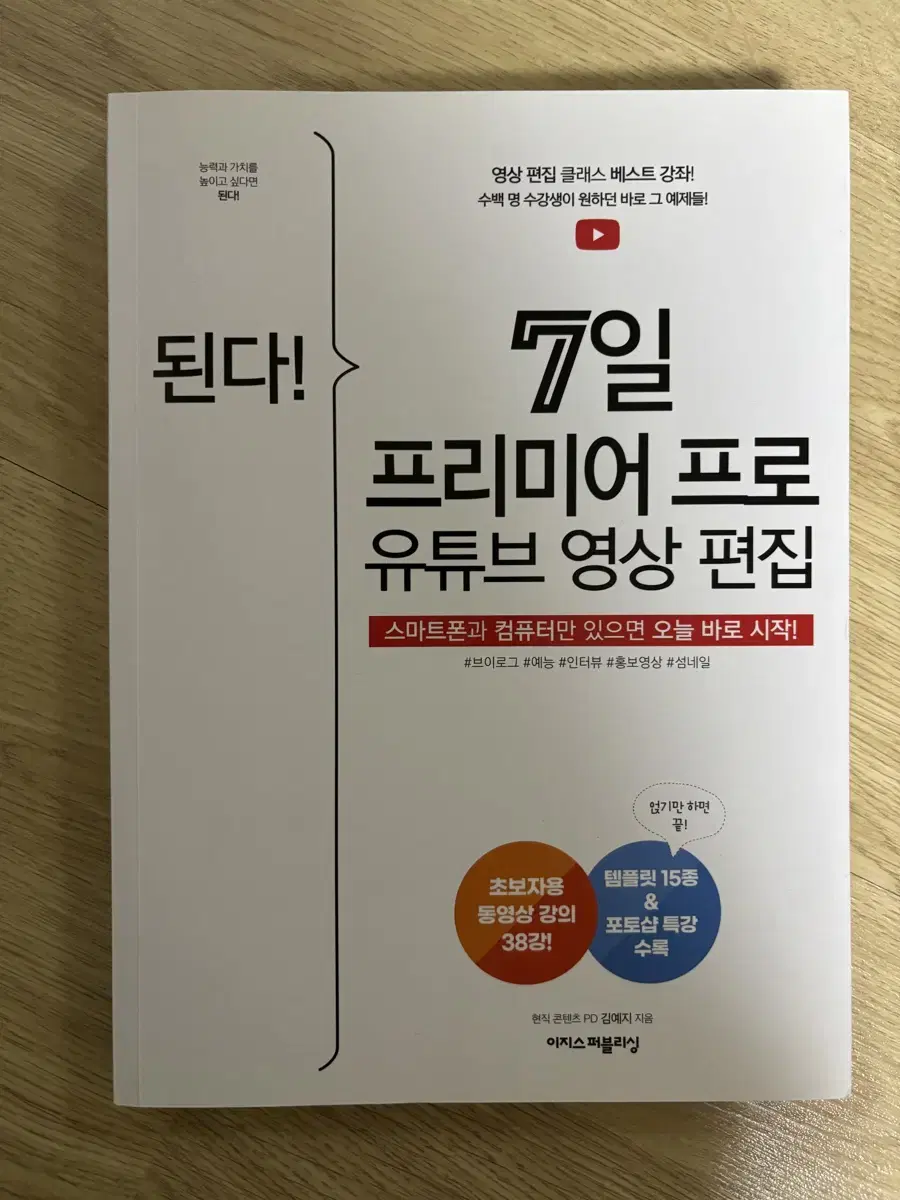 능력과 가치를
높이고 싶다면
된다!
영상 편집 클래스 베스트 강좌!
수백 명 수강생이 원하던 바로 그 예제들!
된다!
7일
프리미어 프로
유튜브 영상 편집
스마트폰과 컴퓨터만 있으면 오늘 바로 시작!
#브이로그 #예능 #인터뷰 #홍보영상 #섬네일
얹기만 하면
끝!
초보자용
동영상 강의
38강!
템플릿 15종
&
포토샵 특강
수록
현직 콘텐츠 PD 김예지 지음
이지스퍼블리싱